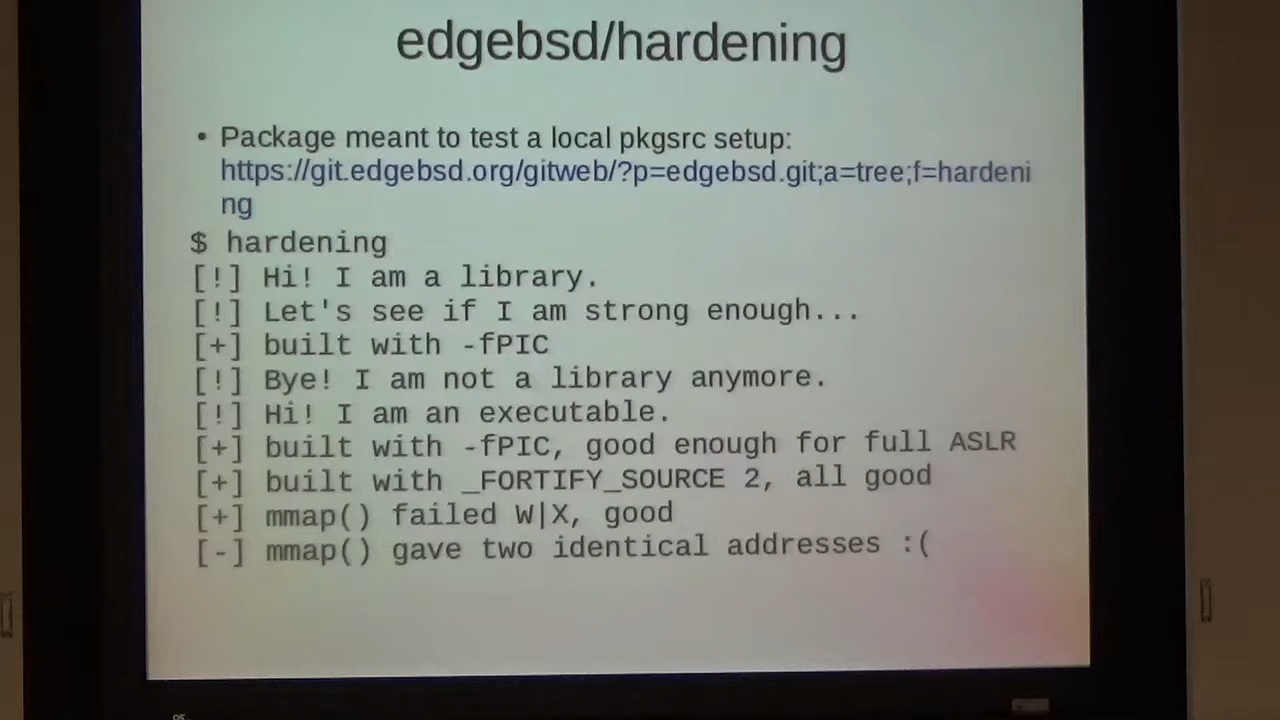 edgebsd/hardening
• Package meant to test a local pkgsrc setup:
https://git.edgebsd.org/gitweb/?p=edgebsd.git;a=tree;f=hardeni
ng
$ hardening
[!] Hi! I am a library.
[!] Let's see if I am strong enough...
[+] built with -fPIC
[!] Bye! I am not a library anymore.
[!] Hi! I am an executable.
[+] built with -fPIC, good enough for full ASLR
[+] built with _FORTIFY_SOURCE 2, all good
[+] mmap() failed W|X, good
[-] mmap() gave two identical addresses :(